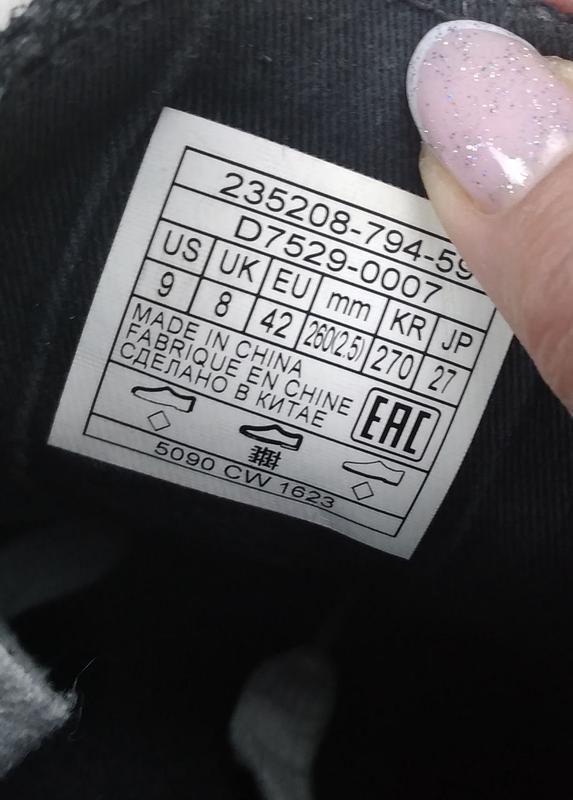 235208-794-59
D7529-0007
US UK EU mm KR JP
9 8 42 260(2.5) 270 27
MADE IN CHINA
FABRIQUE EN CHINE
СДЕЛАНО В КИТАЕ
EAC
5090 CW 1623